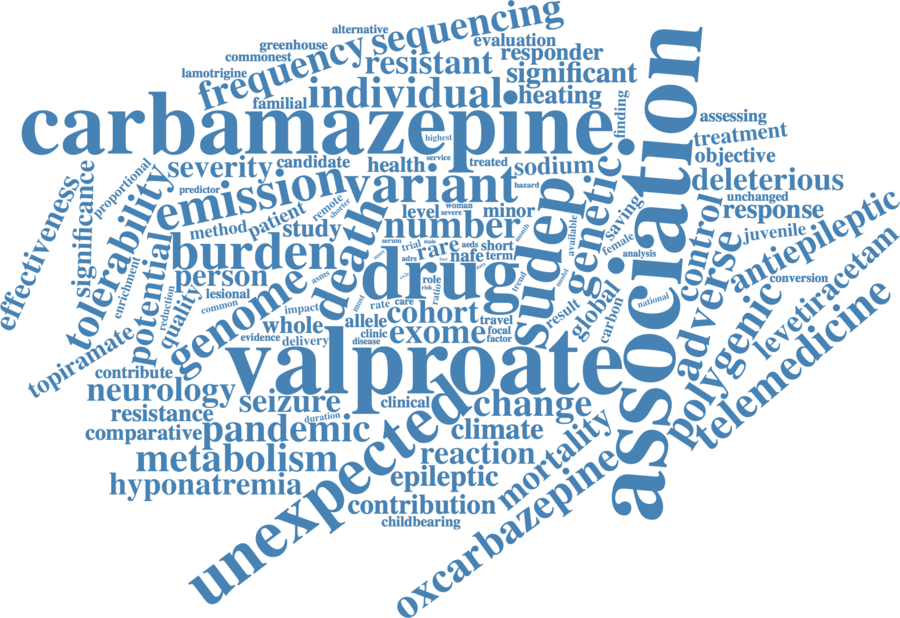 alternative
sequencing
greenhouse
frequency
evaluation
commonest
resistant
responder
lamotrigine
significant
familial
individual
heating
carbamazepine
finding
association
highest
assessing
treatment
objective
severity
candidate
health
service
treated
sodium
proportional
predictor
emission
variant
hazard
genetic
deleterious
unchanged
effectiveness
significance
tolerability
method
patient
remote
shorter
level
woman
severe
minor
sudep
saving
control
response
study
death
number
month
available
female
juvenile
antiepileptic
burden
serum
trial
male
rare
aeds
short
adrs
nafe
term
analysis
adverse
person
potential
enrichment
reduction
quality
lesional
common
genome
asms
drug
role
risk
ratio
trend
model
result
global
carbon
national
conversion
levetiracetam
polygenic
telemedicine
most
rate
care
cohort
travel
impact
whole
allele
clinic
exome
focal
factor
evidence
delivery
disease
topiramate
valproate
contribute
neurology
seizure
clinical
change
resistance
duration
comparative
pandemic
unexpected
climate
mortality
metabolism
reaction
hyponatremia
epileptic
oxcarbazepine
contribution
childbearing